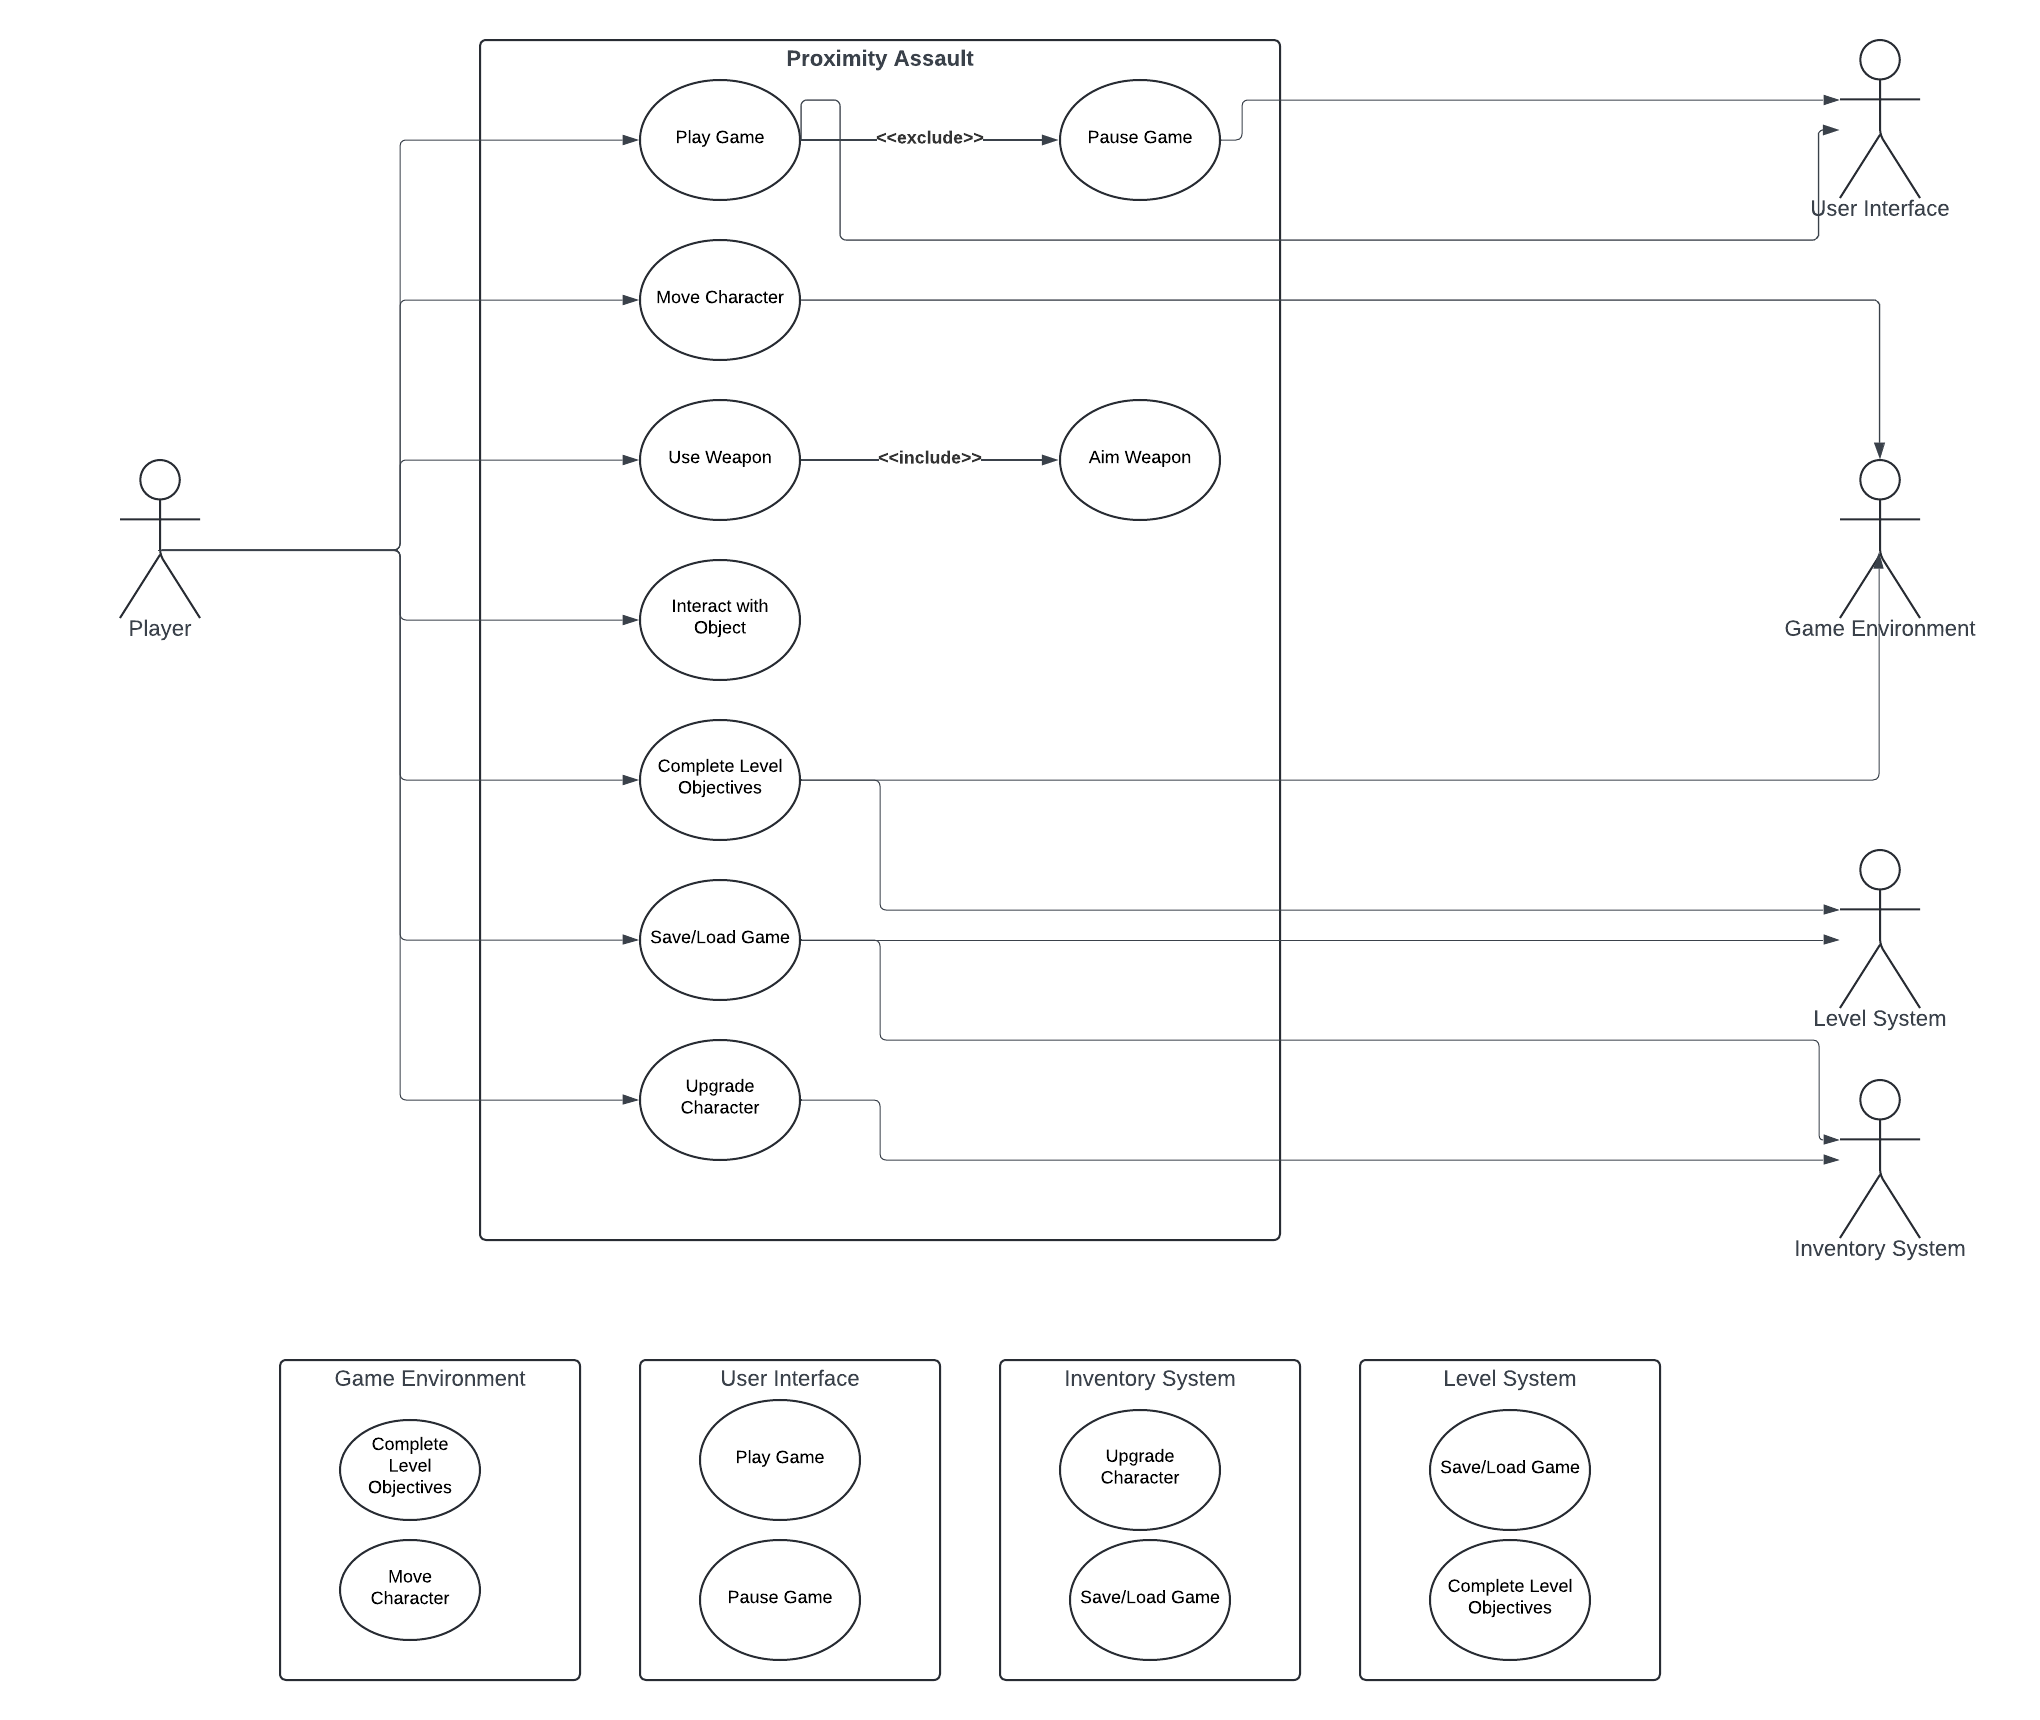 Proximity Assault
Play Game
<<exclude>>
Pause Game
User Interface
Move Character
Use Weapon
<<include>>
Aim Weapon
Interact with
Object
Player
Game Environment
Complete Level
Objectives
Save/Load Game
Level System
Upgrade
Character
Inventory System
Game Environment
Complete
Level
Objectives
Move
Character
User Interface
Play Game
Pause Game
Inventory System
Upgrade
Character
Save/Load Game
Level System
Save/Load Game
Complete Level
Objectives